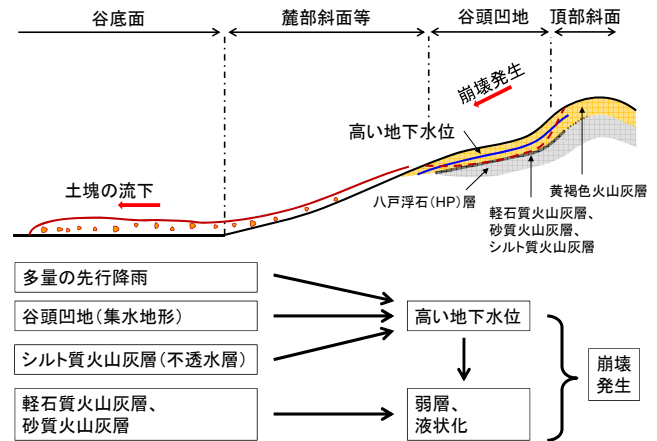 谷底面
麓部斜面等
谷頭凹地
頂部斜面
崩壊発生
高い地下水位
土塊の流下
八戸浮石(HP)層
黄褐色火山灰層
軽石質火山灰層、
砂質火山灰層、
シルト質火山灰層
多量の先行降雨
谷頭凹地(集水地形)
シルト質火山灰層(不透水層)
軽石質火山灰層、
砂質火山灰層
高い地下水位
弱層、
液状化
崩壊
発生